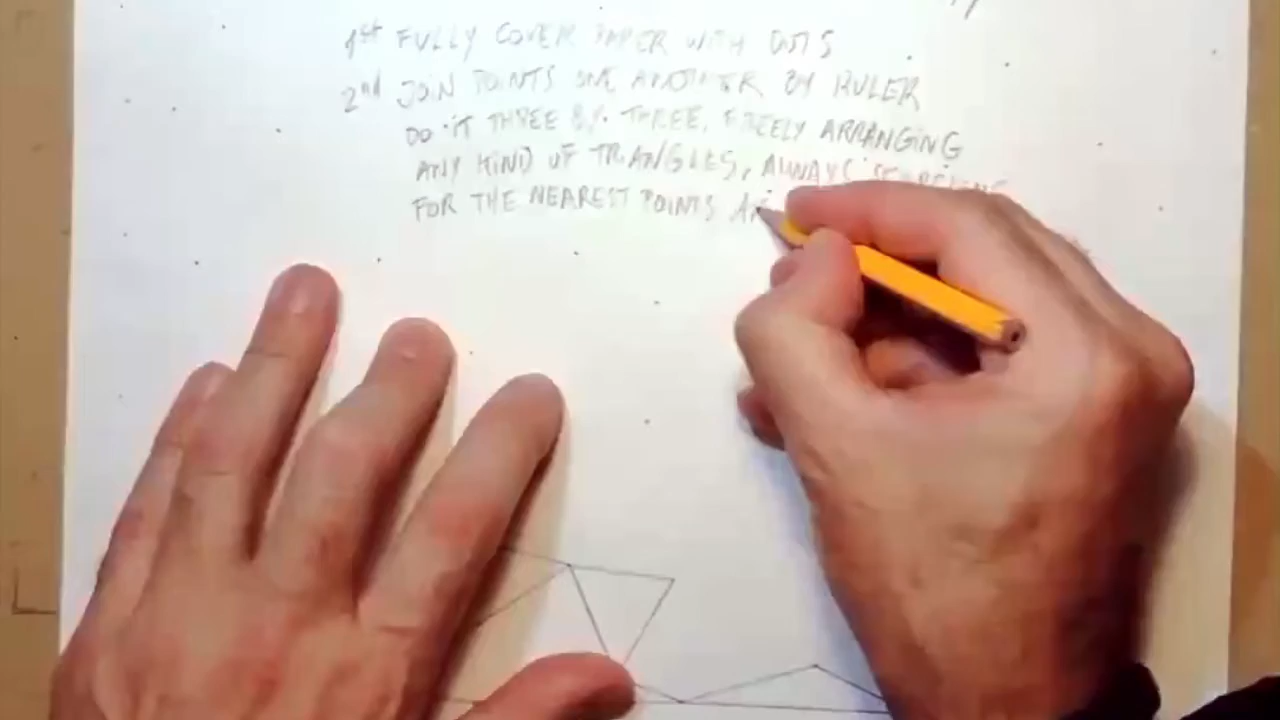 1st FULLY COVER PAPER WITH DOTS
2nd JOIN POINTS ONE ANOTHER BY RULER
DO IT THREE BY THREE, FREELY ARRANGING
ANY KIND OF TRIANGLES, ALWAYS SEARCHING
FOR THE NEAREST POINTS